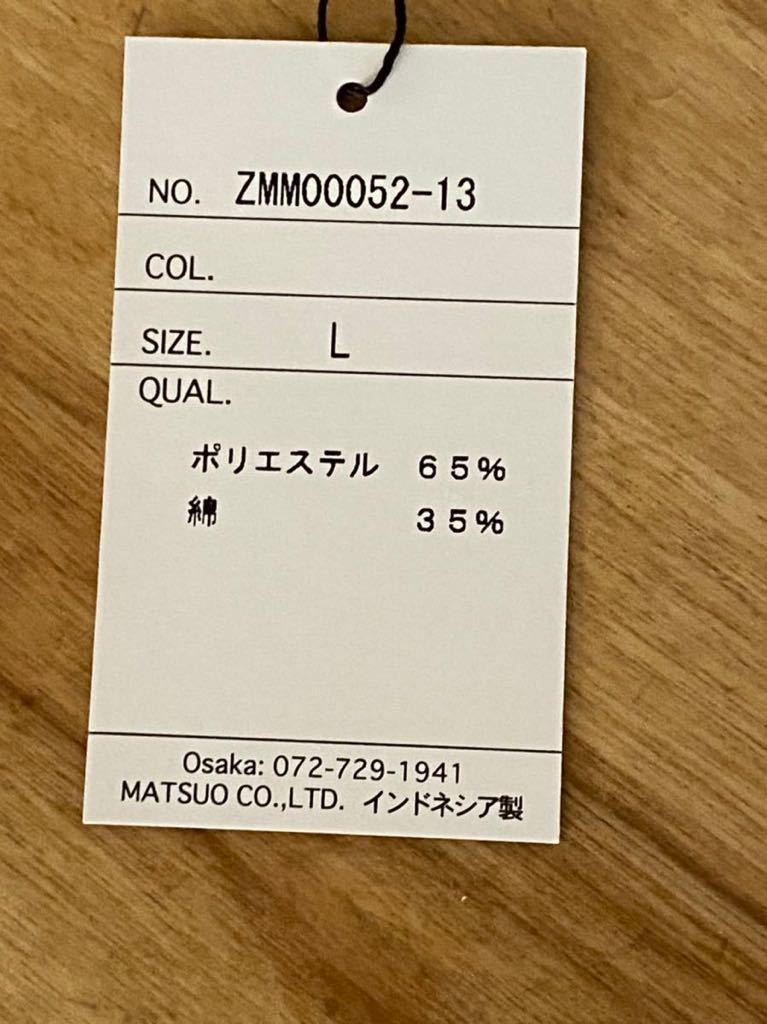 NO. ZMM00052-13
COL.
SIZE. L
QUAL.
ポリエステル 65%
綿 35%
Osaka: 072-729-1941
MATSUO CO.,LTD. インドネシア製